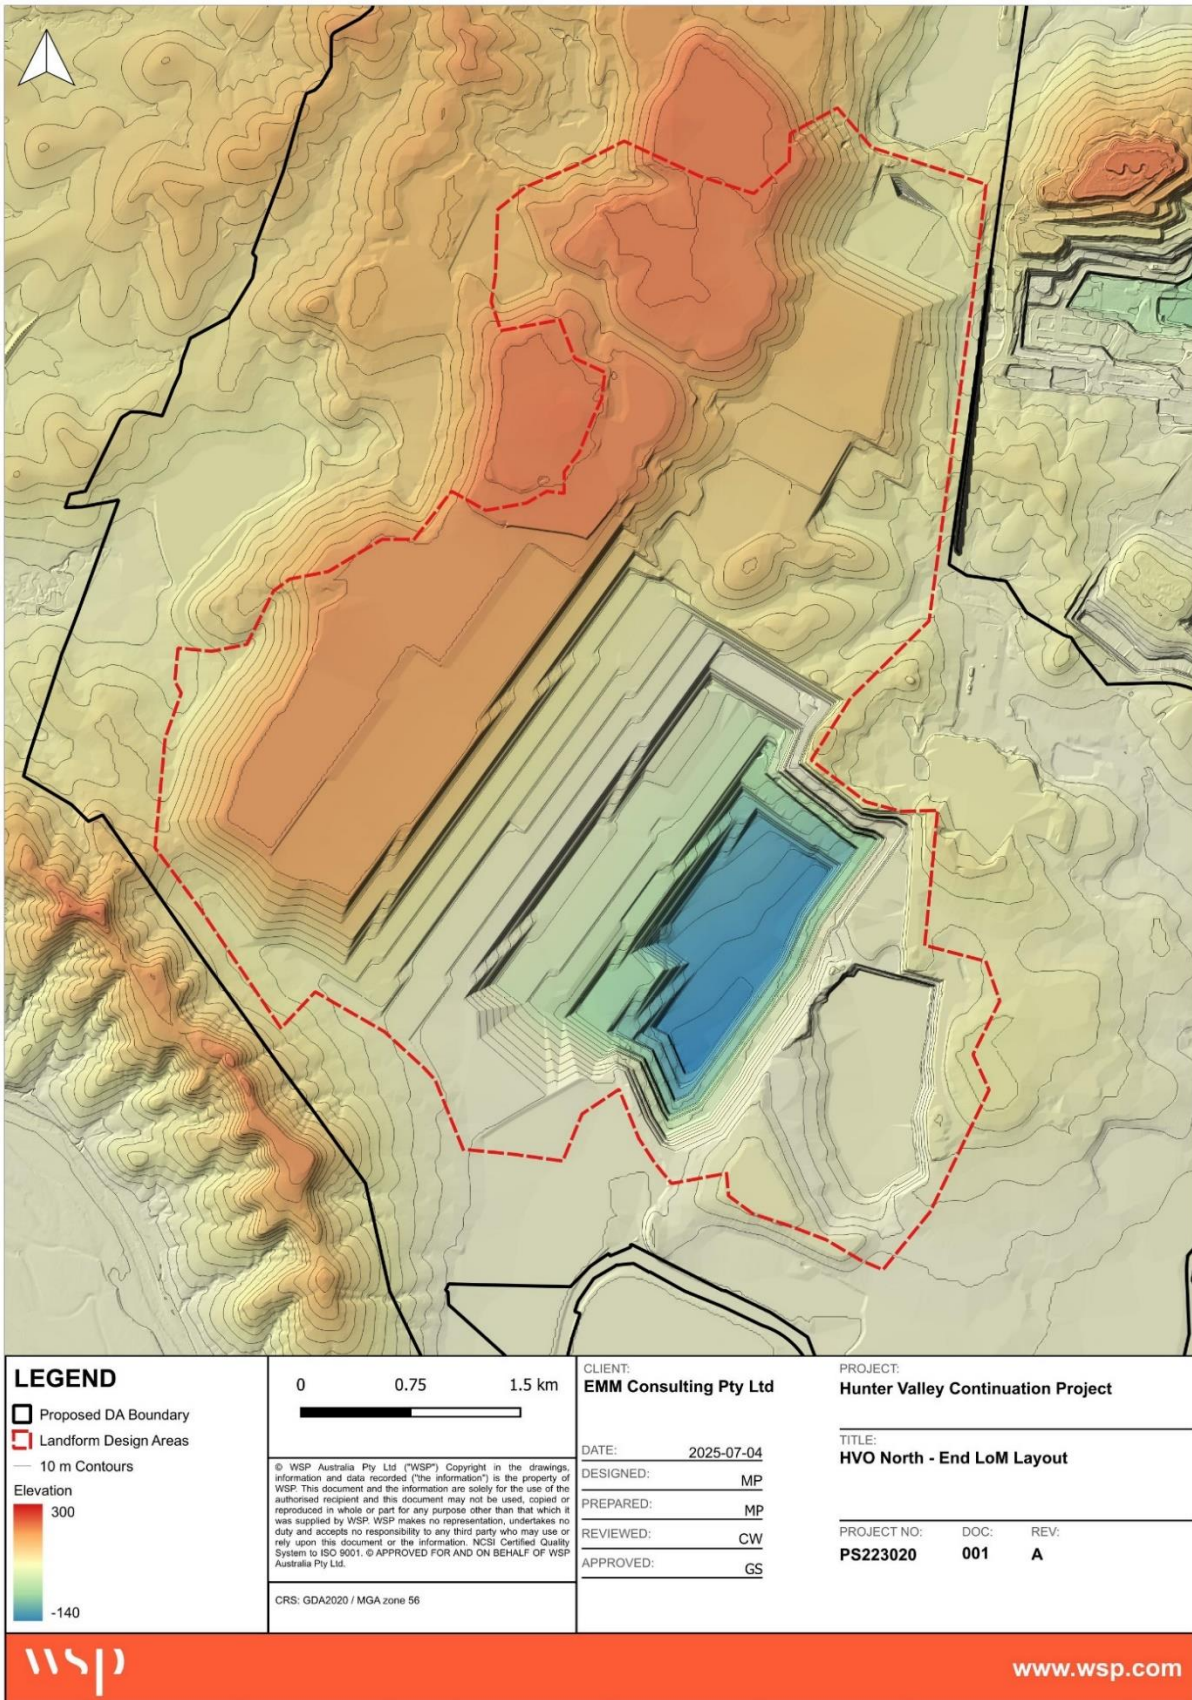 LEGEND
Proposed DA Boundary
Landform Design Areas
10 m Contours
Elevation
300
-140
0 0.75 1.5 km
© WSP Australia Pty Ltd ("WSP") Copyright in the drawings,
information and data recorded ("the information") is the property of
WSP. This document and the information are solely for the use of the
authorised recipient and this document may not be used, copied or
reproduced in whole or part for any purpose other than that which it
was supplied by WSP. WSP makes no representation, undertakes no
duty and accepts no responsibility to any third party who may use or
rely upon this document or the information. NCSI Certified Quality
System to ISO 9001. © APPROVED FOR AND ON BEHALF OF WSP
Australia Pty Ltd.
CRS: GDA2020 / MGA zone 56
CLIENT:
EMM Consulting Pty Ltd
DATE: 2025-07-04
DESIGNED: MP
PREPARED: MP
REVIEWED: CW
APPROVED: GS
PROJECT:
Hunter Valley Continuation Project
TITLE:
HVO North - End LoM Layout
PROJECT NO: DOC: REV:
PS223020 001 A
wsp
www.wsp.com